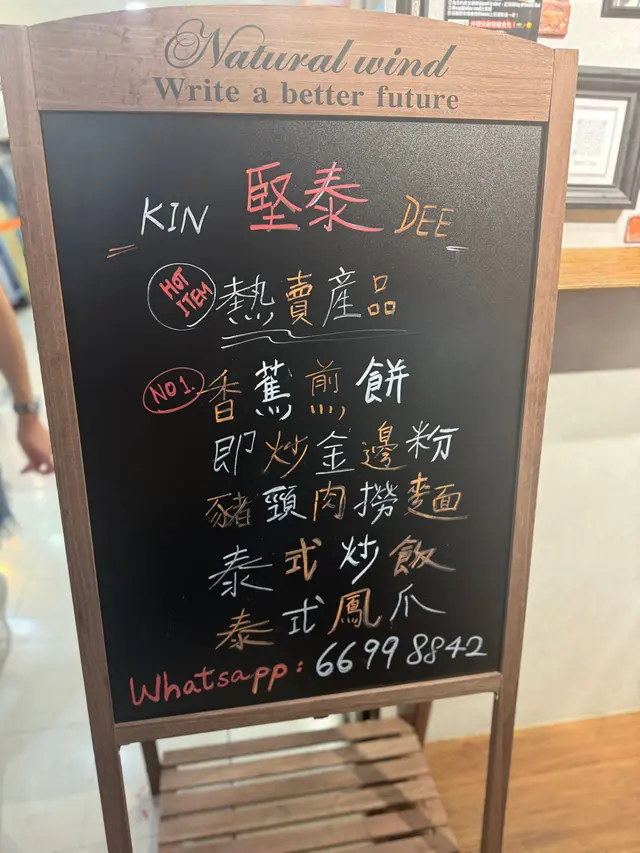 Natural wind
Write a better future
KIN 堅泰 DEE
HOT ITEM 熱賣產品
NO 1. 香蕉煎餅
即炒金邊粉
豬頸肉撈麵
泰式炒飯
泰式鳳爪
Whatsapp: 66998842